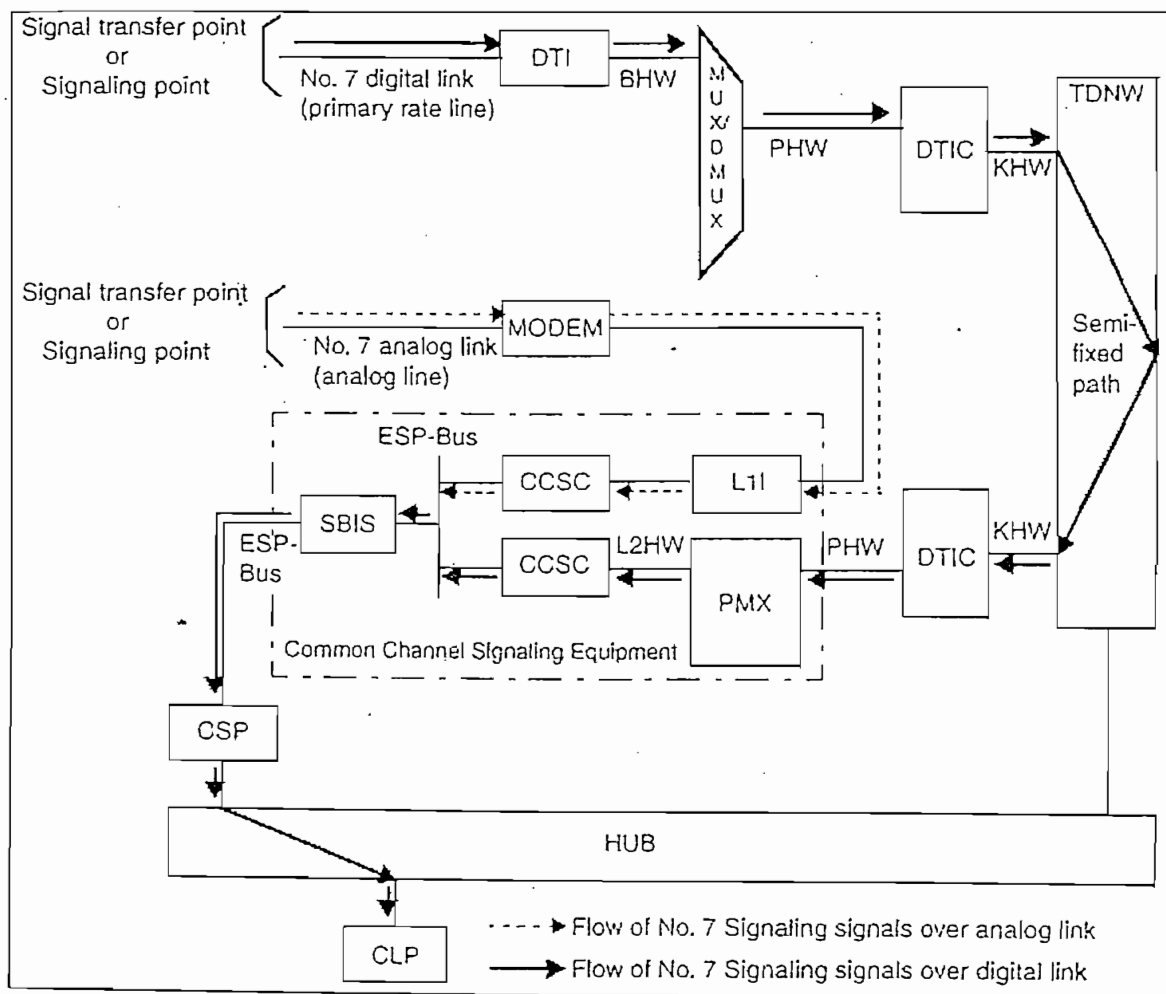 Signal transfer point
or
Signaling point
No. 7 digital link
(primary rate line)
DTI
BHW
MUX/DMUX
PHW
DTIC
KHW
TDNW
Signal transfer point
or
Signaling point
No. 7 analog link
(analog line)
MODEM
Semi-
fixed
path
ESP-Bus
CCSC
L1I
SBIS
ESP-
Bus
CCSC
L2HW
PMX
PHW
DTIC
KHW
Common Channel Signaling Equipment
CSP
HUB
CLP
Flow of No. 7 Signaling signals over analog link
Flow of No. 7 Signaling signals over digital link